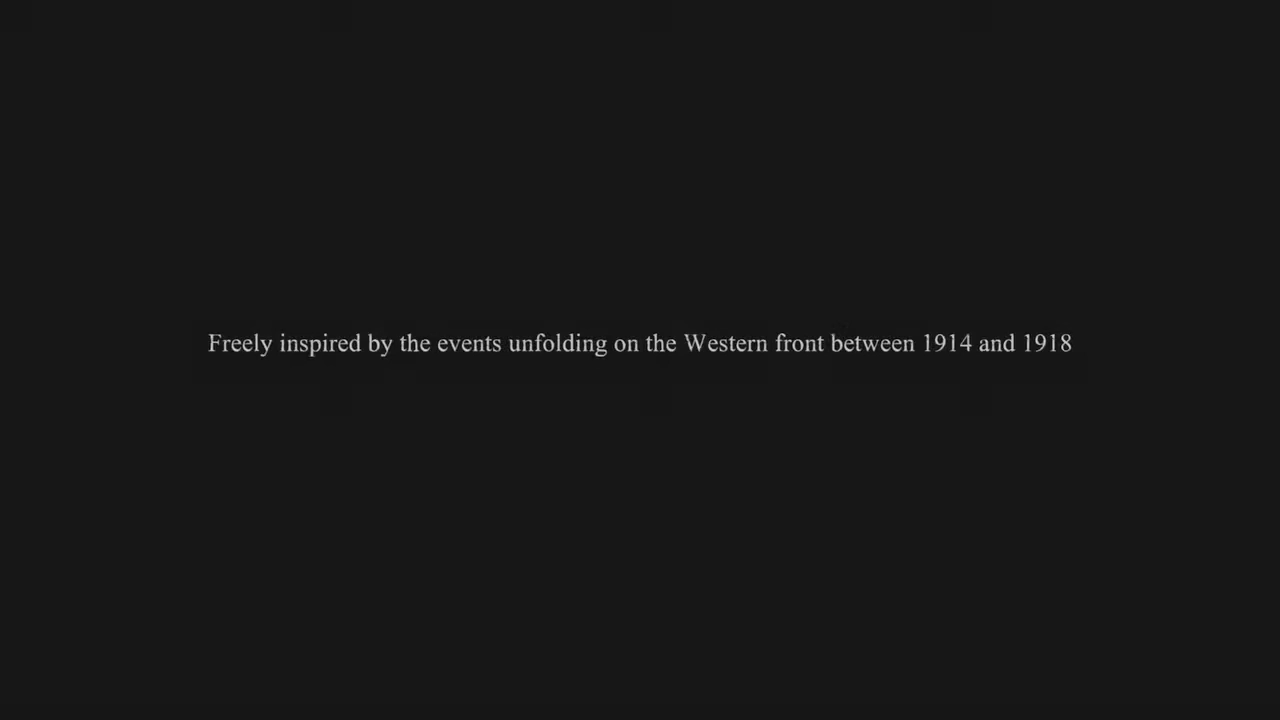 Freely inspired by the events unfolding on the Western front between 1914 and 1918